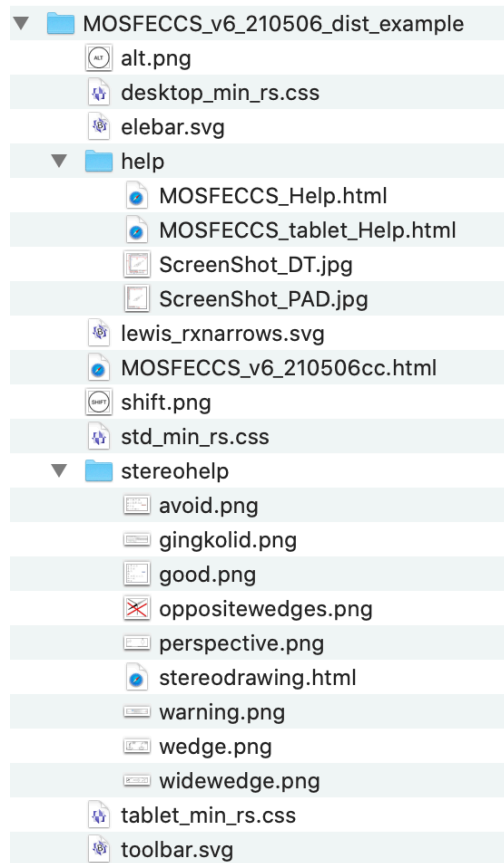 MOSFECCS_v6_210506_dist_example
alt.png
desktop_min_rs.css
elebar.svg
help
MOSFECCS_Help.html
MOSFECCS_tablet_Help.html
ScreenShot_DT.jpg
ScreenShot_PAD.jpg
lewis_rxnarrows.svg
MOSFECCS_v6_210506cc.html
shift.png
std_min_rs.css
stereohelp
avoid.png
gingkolid.png
good.png
oppositewedges.png
perspective.png
stereodrawing.html
warning.png
wedge.png
widewedge.png
tablet_min_rs.css
toolbar.svg